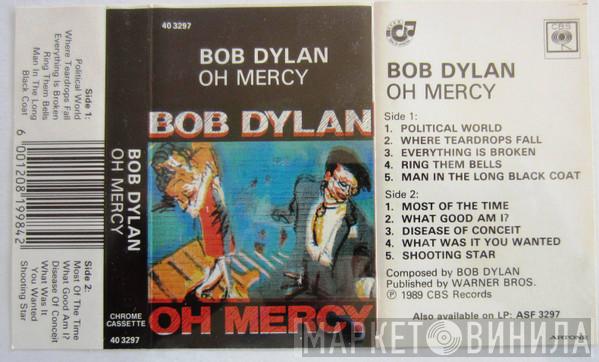 Side 1:
Political World
Where Teardrops Fall
Everything Is Broken
Ring Them Bells
Man In The Long
Black Coat
6 001208 199842
Side 2:
Most Of The Time
What Good Am I?
Disease Of Conceit
What Was It
You Wanted
Shooting Star
BOB DYLAN
OH MERCY
CHROME
CASSETTE
40 3297
40 3297
BOB DYLAN
OH MERCY
BOB DYLAN
OH MERCY
CBS
BOB DYLAN
OH MERCY
Side 1:
1. POLITICAL WORLD
2. WHERE TEARDROPS FALL
3. EVERYTHING IS BROKEN
4. RING THEM BELLS
5. MAN IN THE LONG BLACK COAT
Side 2:
1. MOST OF THE TIME
2. WHAT GOOD AM I?
3. DISEASE OF CONCEIT
4. WHAT WAS IT YOU WANTED
5. SHOOTING STAR
Composed by BOB DYLAN
Published by WARNER BROS.
℗ 1989 CBS Records
Also available on LP: ASF 3297
ARTONE
МАРКЕТ ВИНИЛА